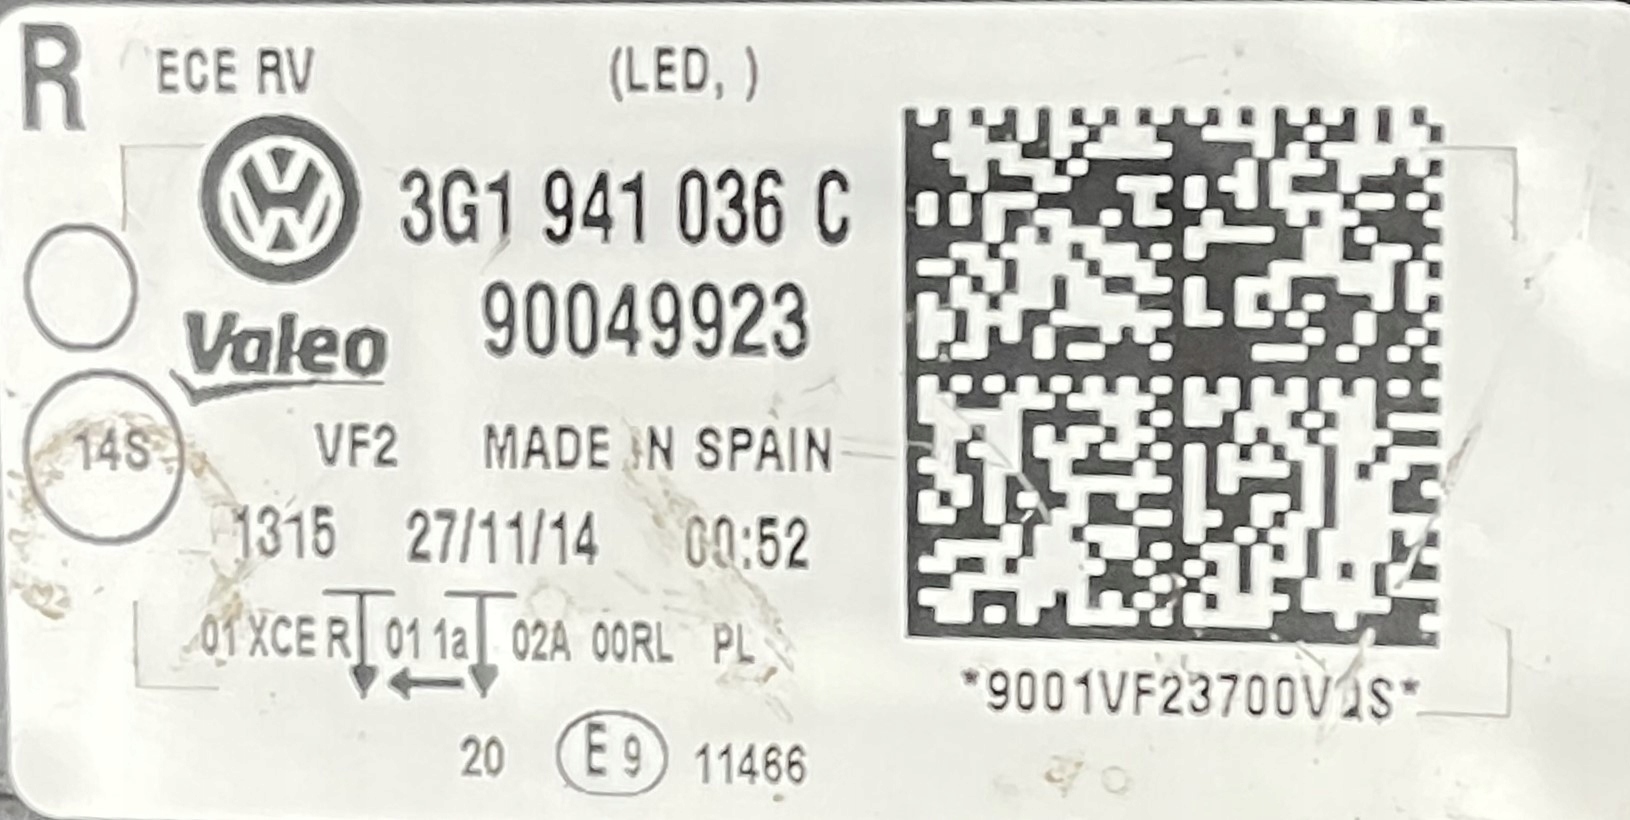 R
ECE RV (LED, )
3G1 941 036 C
90049923
Valeo
14S
VF2 MADE IN SPAIN
1315 27/11/14 00:52
01 XCE R 01 1a 02A 00RL PL
20 E9 11466